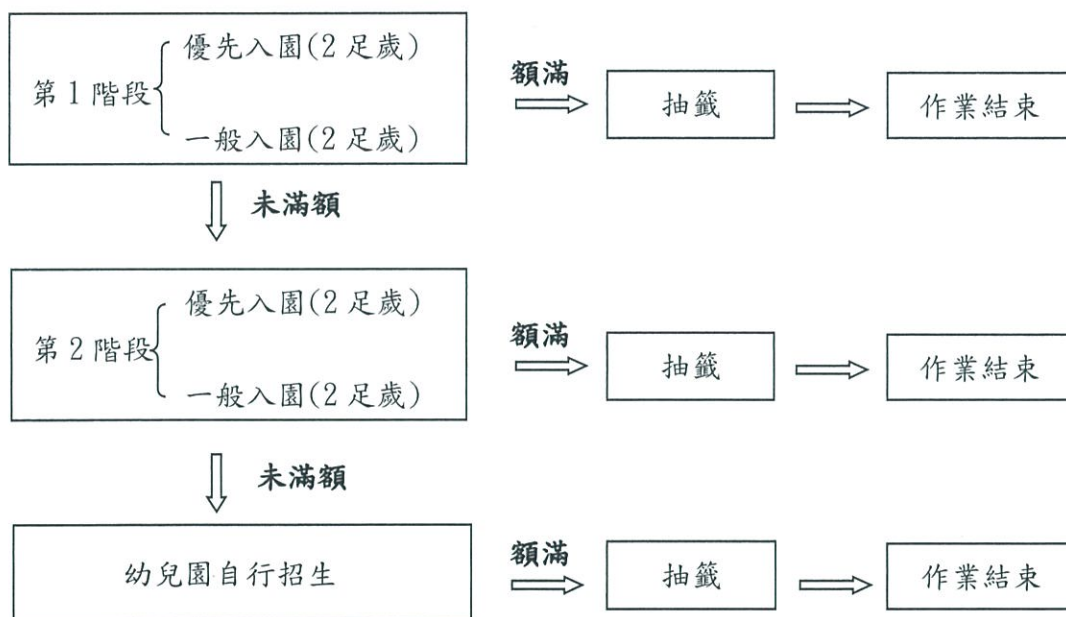 優先入園(2 足歲)
第 1 階段
一般入園(2 足歲)
額滿
抽籤
作業結束
未滿額
優先入園(2 足歲)
第 2 階段
一般入園(2 足歲)
額滿
抽籤
作業結束
未滿額
幼兒園自行招生
額滿
抽籤
作業結束